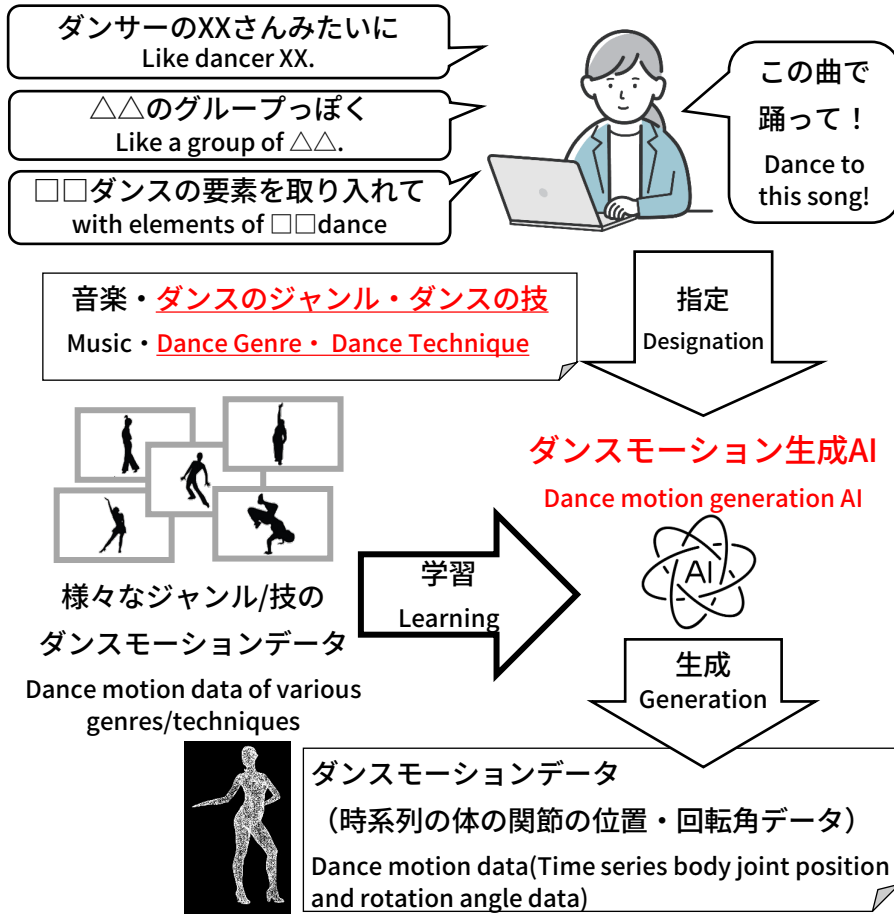 ダンサーのXXさんみたいに
Like dancer XX.
△△のグループっぽく
Like a group of △△.
□□ダンスの要素を取り入れて
with elements of □□dance
この曲で
踊って！
Dance to
this song!
音楽・ダンスのジャンル・ダンスの技
Music・Dance Genre・ Dance Technique
指定
Designation
ダンスモーション生成AI
Dance motion generation AI
AI
学習
Learning
様々なジャンル/技の
ダンスモーションデータ
Dance motion data of various
genres/techniques
生成
Generation
ダンスモーションデータ
（時系列の体の関節の位置・回転角データ）
Dance motion data(Time series body joint position
and rotation angle data)